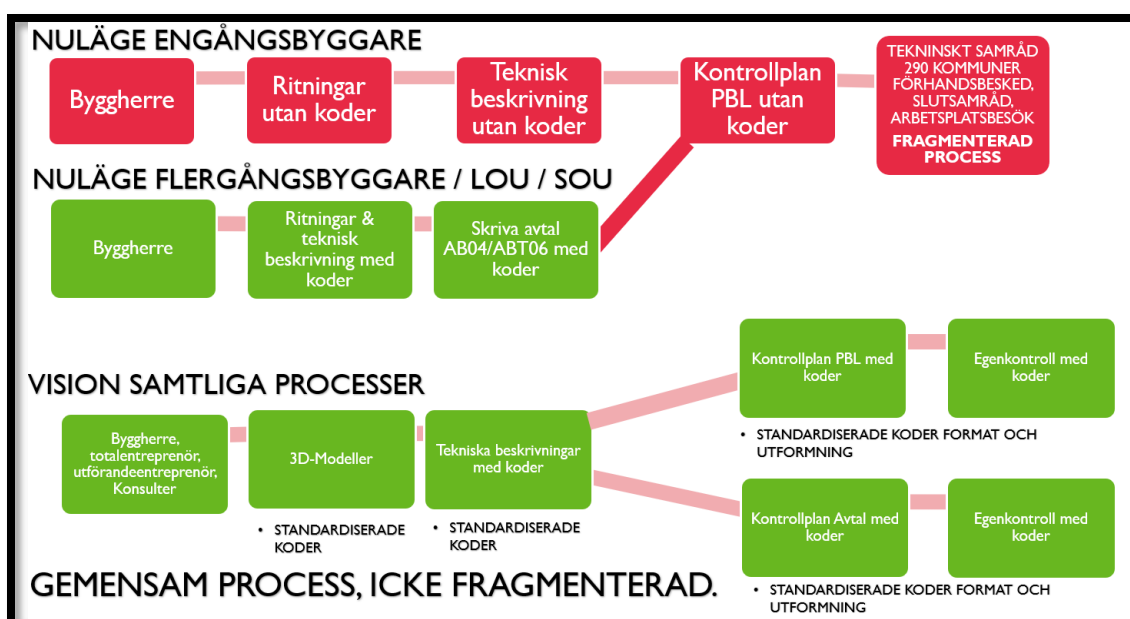 NULÄGE ENGÅNGSBYGGARE
Byggherre
Ritningar
utan koder
Teknisk
beskrivning
utan koder
Kontrollplan
PBL utan
koder
TEKNINSKT SAMRÅD
290 KOMMUNER
FÖRHANDSBESKED,
SLUTSAMRÅD,
ARBETSPLATSBESÖK
FRAGMENTERAD
PROCESS
NULÄGE FLERGÅNGSBYGGARE / LOU / SOU
Byggherre
Ritningar &
teknisk
beskrivning med
koder
Skriva avtal
AB04/ABT06 med
koder
VISION SAMTLIGA PROCESSER
Byggherre,
totalentreprenör,
utförandeentreprenör,
Konsulter
3D-Modeller
• STANDARDISERADE
KODER
Tekniska beskrivningar
med koder
• STANDARDISERADE
KODER
Kontrollplan PBL med
koder
Egenkontroll med
koder
• STANDARDISERADE KODER FORMAT OCH
UTFORMNING
Kontrollplan Avtal med
koder
Egenkontroll med
koder
• STANDARDISERADE KODER FORMAT OCH
UTFORMNING
GEMENSAM PROCESS, ICKE FRAGMENTERAD.